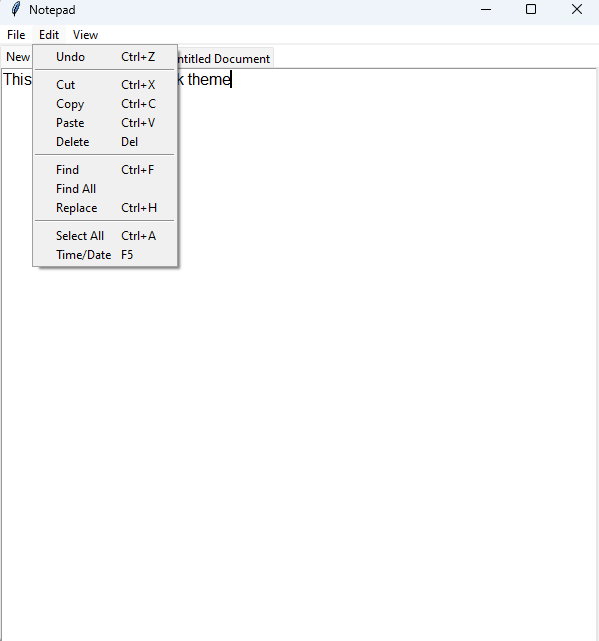 Notepad
File Edit View
New
ntitled Document
This
k theme
Undo Ctrl+Z
Cut Ctrl+X
Copy Ctrl+C
Paste Ctrl+V
Delete Del
Find Ctrl+F
Find All
Replace Ctrl+H
Select All Ctrl+A
Time/Date F5